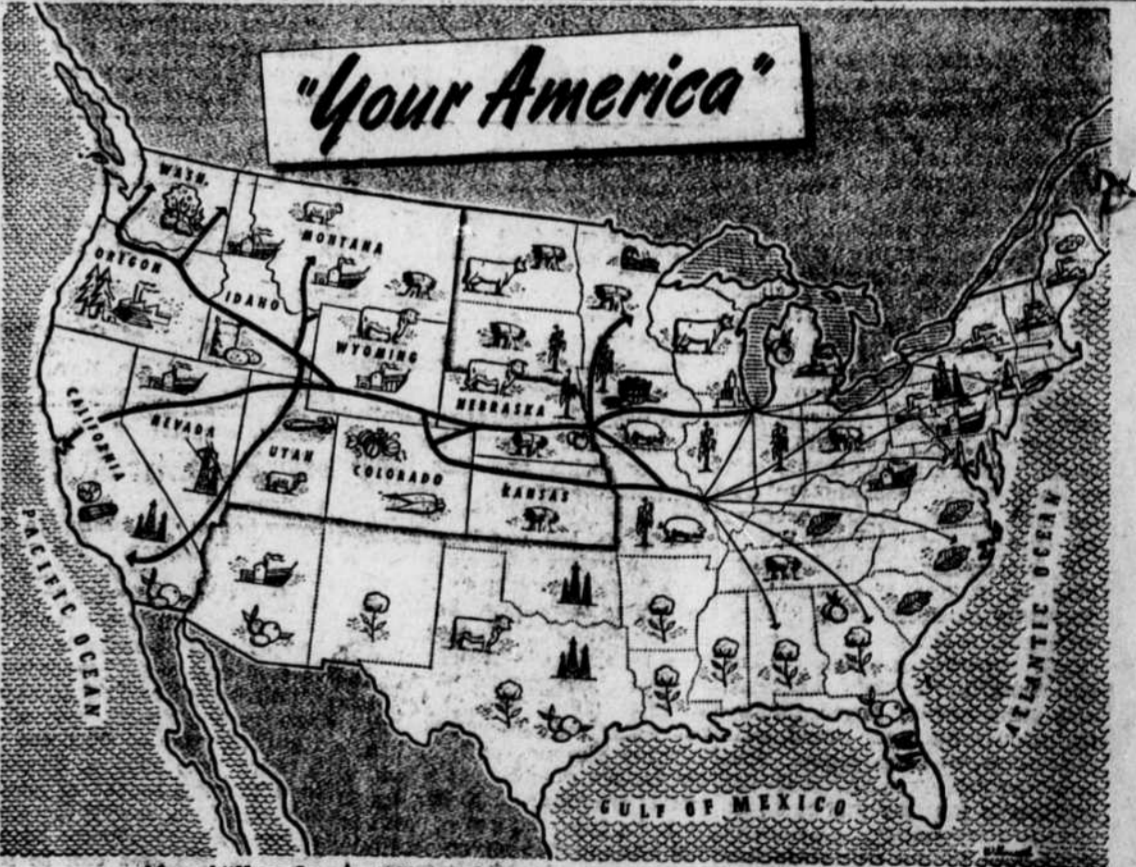 "Your America"
WASH.
MONTANA
OREGON
IDAHO
WYOMING
NEBRASKA
CALIFORNIA
NEVADA
UTAH
COLORADO
KANSAS
PACIFIC OCEAN
ATLANTIC OCEAN
GULF OF MEXICO